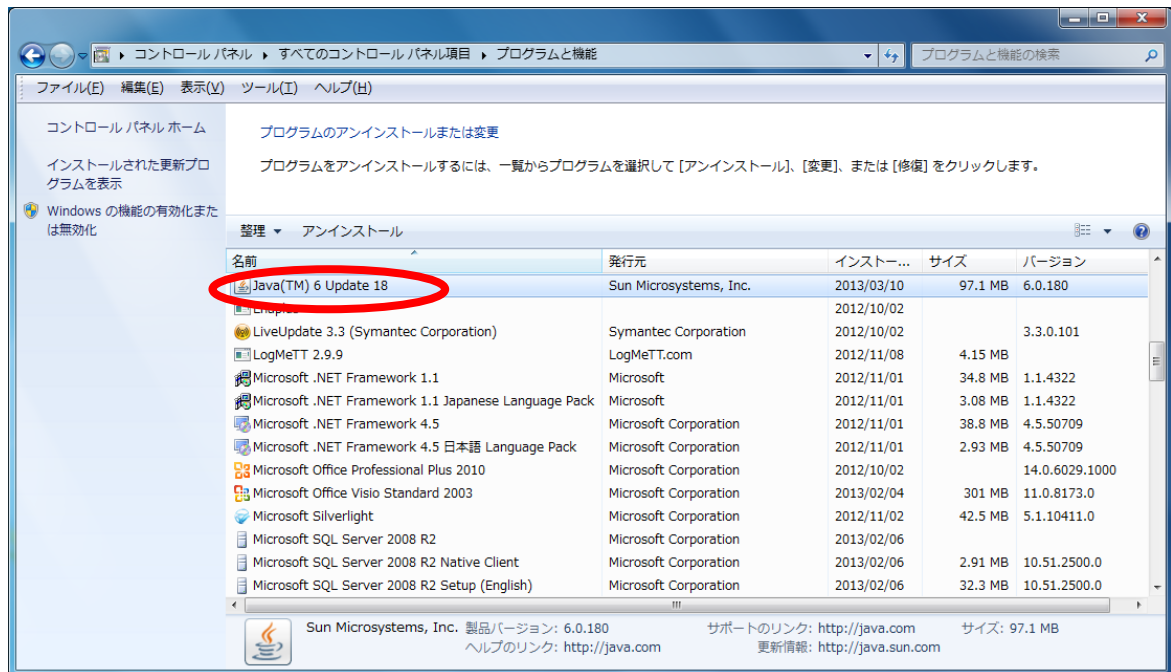 コントロール パネル ▸ すべてのコントロール パネル項目 ▸ プログラムと機能
プログラムと機能の検索
ファイル(F) 編集(E) 表示(V) ツール(T) ヘルプ(H)
コントロール パネル ホーム
インストールされた更新プロ
グラムを表示
Windows の機能の有効化また
は無効化
プログラムのアンインストールまたは変更
プログラムをアンインストールするには、一覧からプログラムを選択して [アンインストール]、[変更]、または [修復] をクリックします。
整理 ▼ アンインストール
名前 発行元 インストー... サイズ バージョン
Java(TM) 6 Update 18 Sun Microsystems, Inc. 2013/03/10 97.1 MB 6.0.180
2012/10/02
LiveUpdate 3.3 (Symantec Corporation) Symantec Corporation 2012/10/02 3.3.0.101
LogMeTT 2.9.9 LogMeTT.com 2012/11/08 4.15 MB
Microsoft .NET Framework 1.1 Microsoft 2012/11/01 34.8 MB 1.1.4322
Microsoft .NET Framework 1.1 Japanese Language Pack Microsoft 2012/11/01 3.08 MB 1.1.4322
Microsoft .NET Framework 4.5 Microsoft Corporation 2012/11/01 38.8 MB 4.5.50709
Microsoft .NET Framework 4.5 日本語 Language Pack Microsoft Corporation 2012/11/01 2.93 MB 4.5.50709
Microsoft Office Professional Plus 2010 Microsoft Corporation 2012/10/02 14.0.6029.1000
Microsoft Office Visio Standard 2003 Microsoft Corporation 2013/02/04 301 MB 11.0.8173.0
Microsoft Silverlight Microsoft Corporation 2012/11/02 42.5 MB 5.1.10411.0
Microsoft SQL Server 2008 R2 Microsoft Corporation 2013/02/06
Microsoft SQL Server 2008 R2 Native Client Microsoft Corporation 2013/02/06 2.91 MB 10.51.2500.0
Microsoft SQL Server 2008 R2 Setup (English) Microsoft Corporation 2013/02/06 32.3 MB 10.51.2500.0
Sun Microsystems, Inc. 製品バージョン: 6.0.180 サポートのリンク: http://java.com サイズ: 97.1 MB
ヘルプのリンク: http://java.com 更新情報: http://java.sun.com